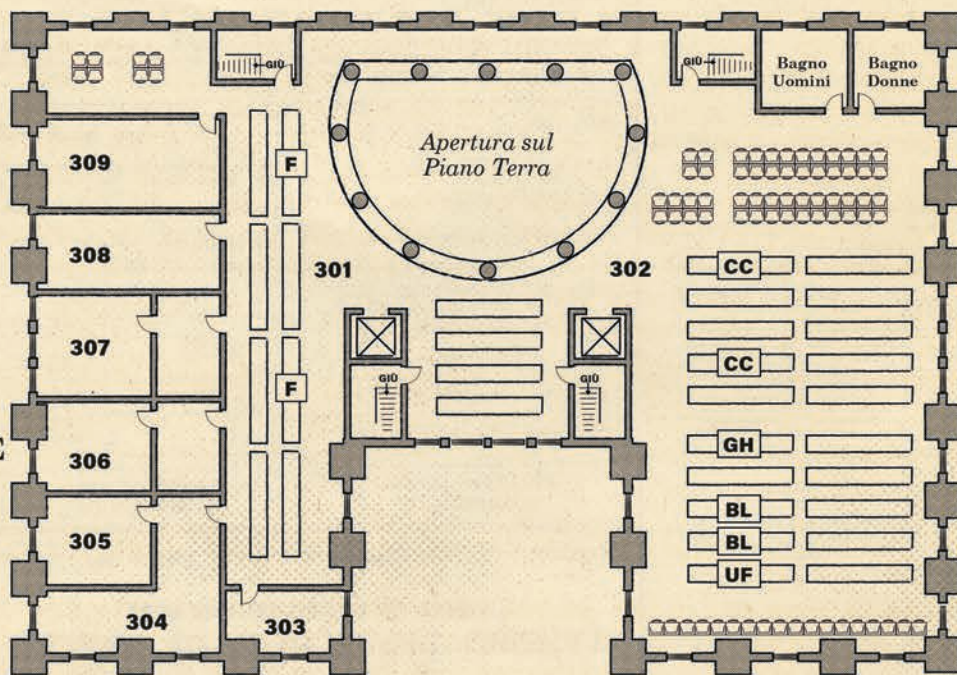 GIÙ
GIÙ
Bagno
Uomini
Bagno
Donne
309
F
Apertura sul
Piano Terra
308
301
302
CC
307
CC
GIÙ
GIÙ
F
306
GH
BL
305
BL
UF
304
303